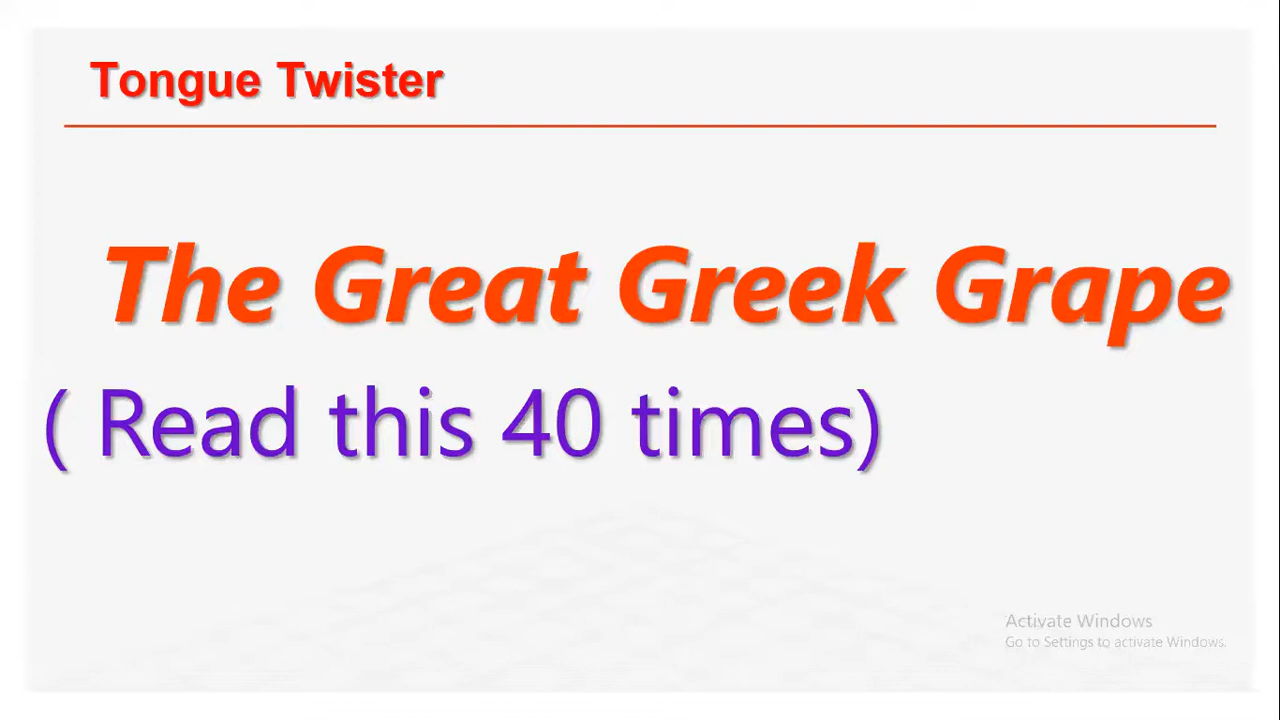 Tongue Twister
The Great Greek Grape
( Read this 40 times)
Activate Windows
Go to Settings to activate Windows.